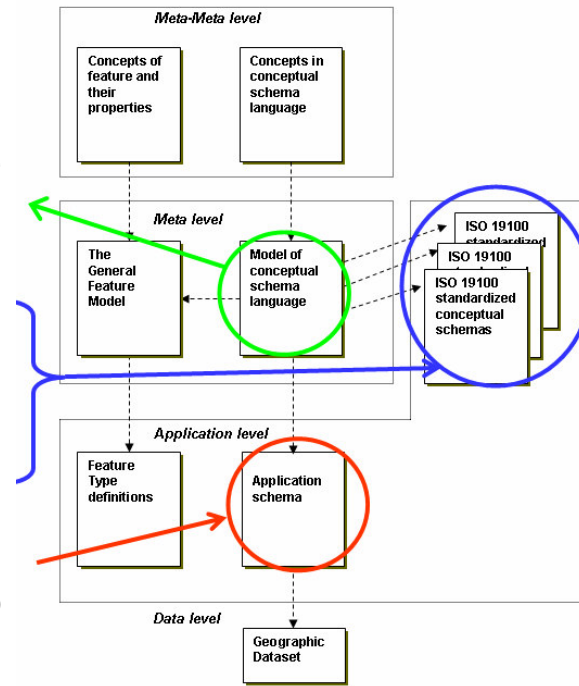 Meta-Meta level
Concepts of
feature and
their
properties
Concepts in
conceptual
schema
language
Meta level
The
General
Feature
Model
Model of
conceptual
schema
language
ISO 19100
standardized
ISO 19100
standardized
ISO 19100
standardized
conceptual
schemas
Application level
Feature
Type
definitions
Application
schema
Data level
Geographic
Dataset